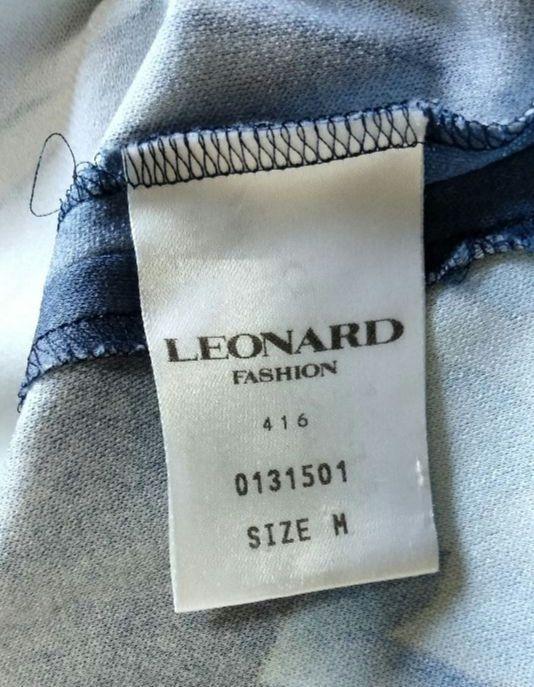 LEONARD
FASHION
416
0131501
SIZE M